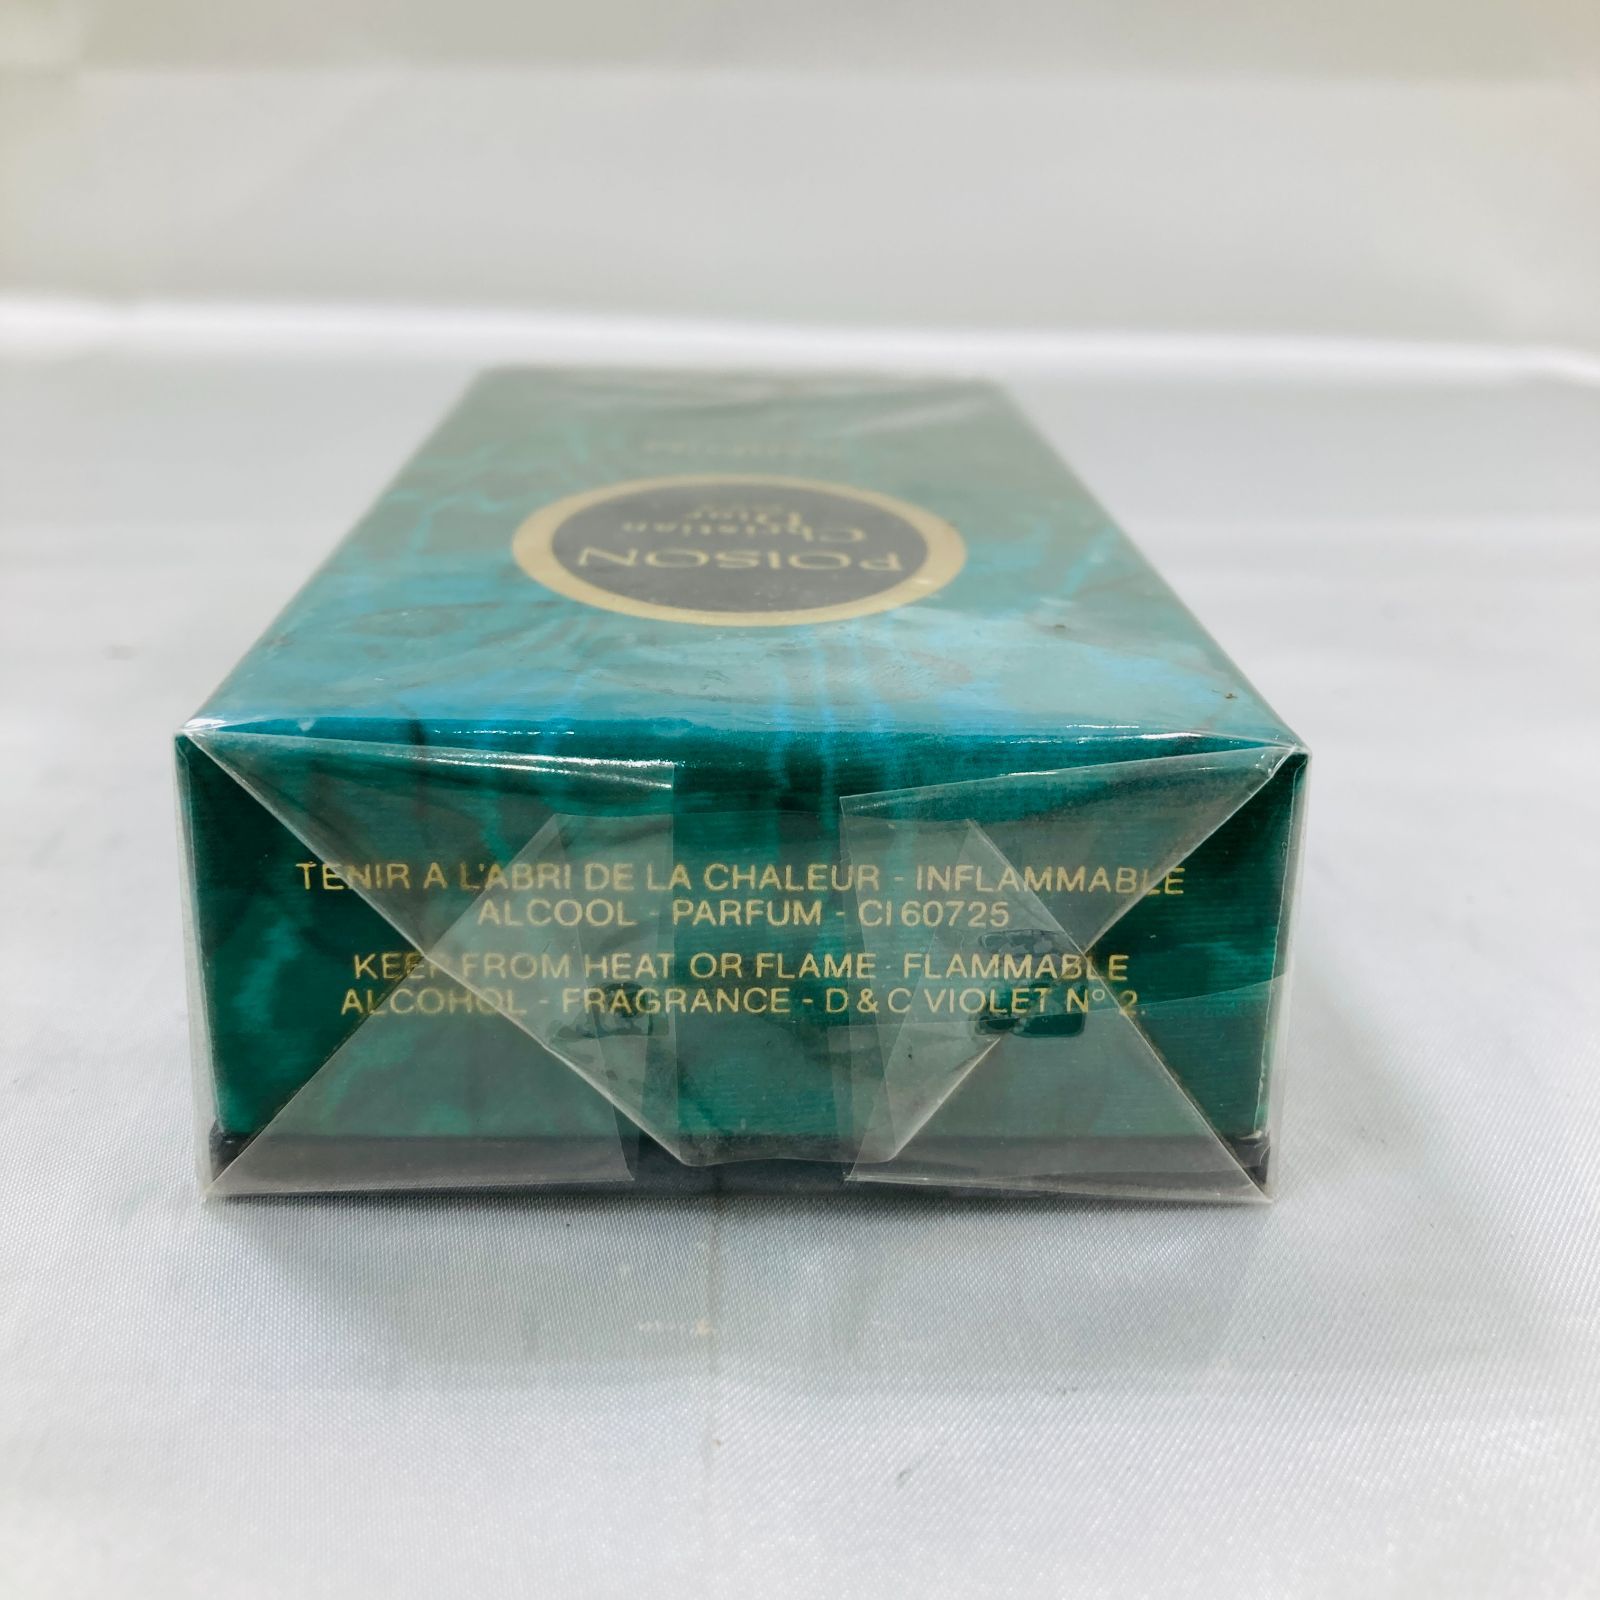 POISON
Christian
Dior
TENIR A L'ABRI DE LA CHALEUR - INFLAMMABLE
ALCOOL - PARFUM - CI 60725
KEEP FROM HEAT OR FLAME - FLAMMABLE
ALCOHOL - FRAGRANCE - D & C VIOLET Nº 2.